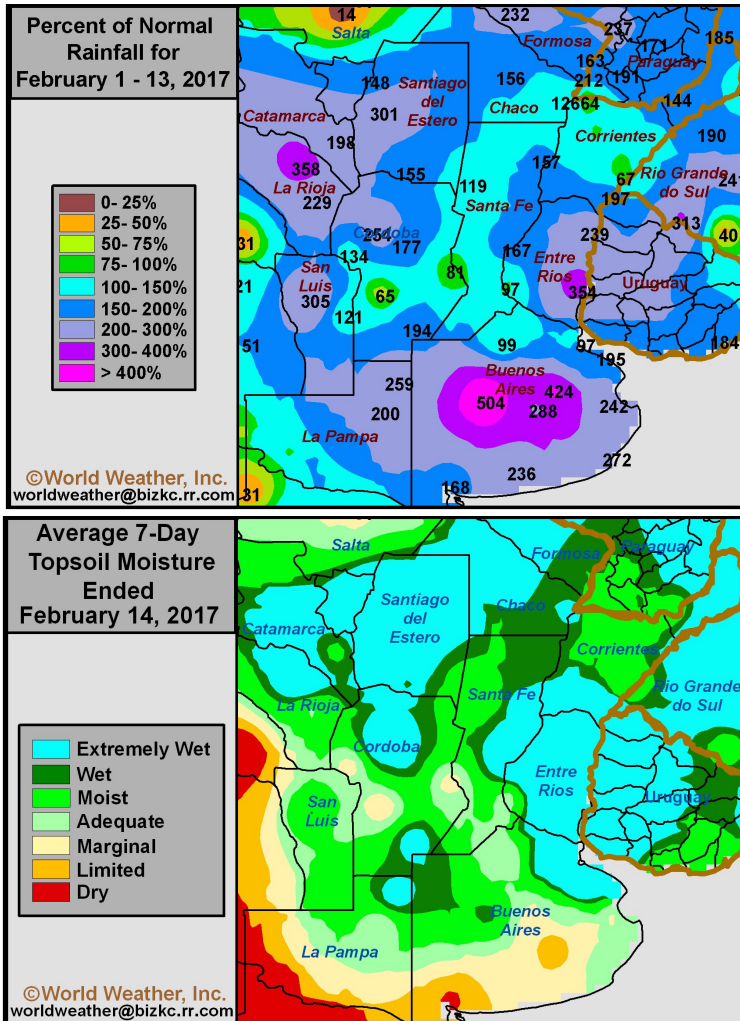 Percent of Normal
Rainfall for
February 1 - 13, 2017
0- 25%
25- 50%
50- 75%
75- 100%
100- 150%
150- 200%
200- 300%
300- 400%
> 400%
©World Weather, Inc.
worldweather@bizkc.rr.com
14
Salta
232
Formosa
237
171
Paraguay
185
163
148
Santiago
del
Estero
156
212
191
Catamarca
301
Chaco
126
64
144
198
Corrientes
190
358
La Rioja
155
119
157
67
Rio Grande
do Sul
241
229
Santa Fe
197
254
Cordoba
177
239
313
40
31
134
167
Entre
Rios
San
Luis
305
81
21
65
97
354
Uruguay
121
194
99
97
51
195
184
Buenos
Aires
259
424
504
288
242
200
La Pampa
236
272
31
168
Average 7-Day
Topsoil Moisture
Ended
February 14, 2017
Extremely Wet
Wet
Moist
Adequate
Marginal
Limited
Dry
©World Weather, Inc.
worldweather@bizkc.rr.com
Salta
Formosa
Paraguay
Santiago
del
Estero
Chaco
Catamarca
Corrientes
La Rioja
Santa Fe
Rio Grande
do Sul
Cordoba
Entre
Rios
San
Luis
Uruguay
Buenos
Aires
La Pampa